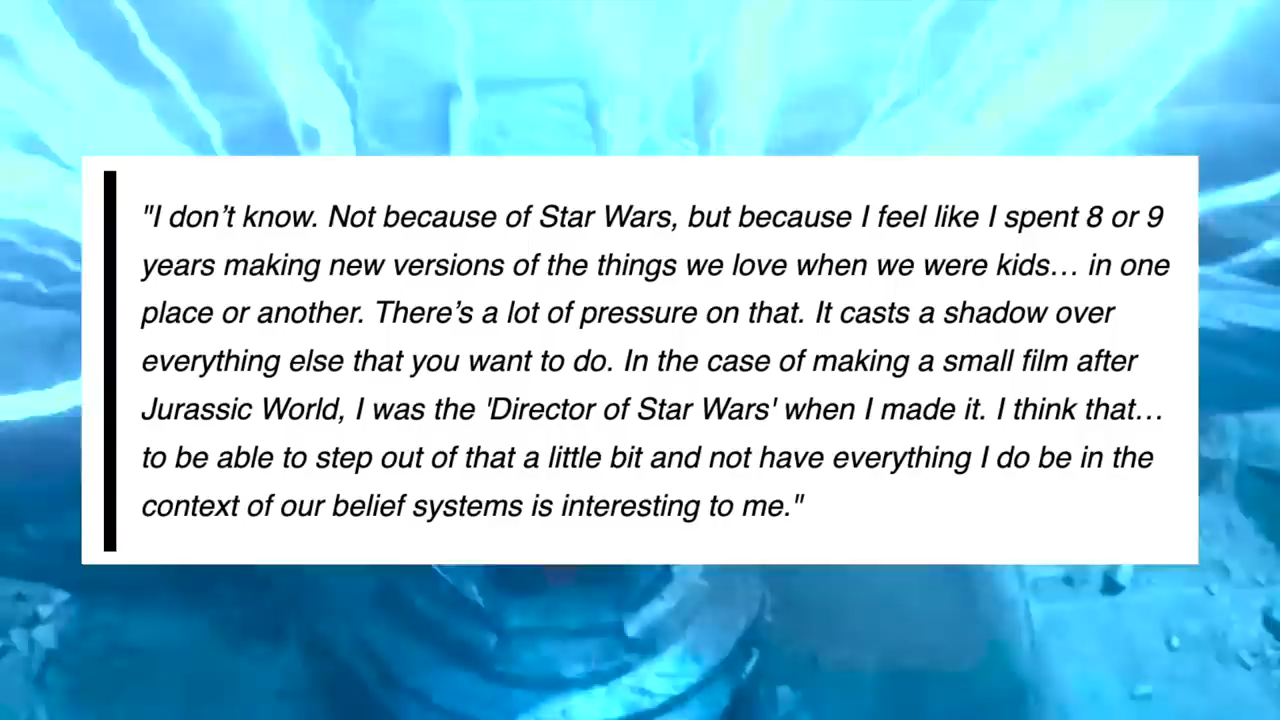 "I don’t know. Not because of Star Wars, but because I feel like I spent 8 or 9
years making new versions of the things we love when we were kids… in one
place or another. There’s a lot of pressure on that. It casts a shadow over
everything else that you want to do. In the case of making a small film after
Jurassic World, I was the 'Director of Star Wars' when I made it. I think that…
to be able to step out of that a little bit and not have everything I do be in the
context of our belief systems is interesting to me."